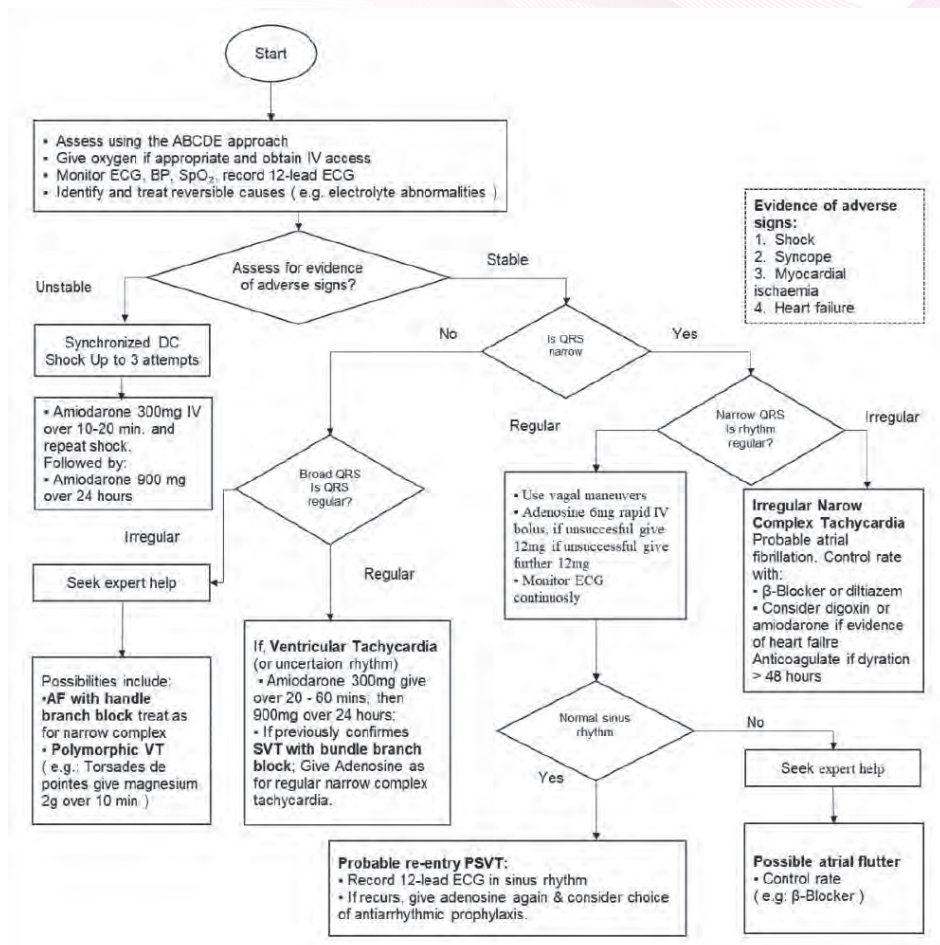 Start
▪ Assess using the ABCDE approach
▪ Give oxygen if appropriate and obtain IV access
▪ Monitor ECG, BP, SpO₂, record 12-lead ECG
▪ Identify and treat reversible causes ( e.g. electrolyte abnormalities )
Evidence of adverse
signs:
1. Shock
2. Syncope
3. Myocardial
ischaemia
4. Heart failure
Assess for evidence
of adverse signs?
Unstable
Stable
Synchronized DC
Shock Up to 3 attempts
▪ Amiodarone 300mg IV
over 10-20 min. and
repeat shock.
Followed by:
▪ Amiodarone 900 mg
over 24 hours
Is QRS
narrow
No
Yes
Broad QRS
Is QRS
regular?
Irregular
Regular
Seek expert help
Possibilities include:
▪AF with handle
branch block treat as
for narrow complex
▪ Polymorphic VT
( e.g.: Torsades de
pointes give magnesium
2g over 10 min )
If, Ventricular Tachycardia
(or uncertaion rhythm)
▪ Amiodarone 300mg give
over 20 - 60 mins; then
900mg over 24 hours;
▪ If previously confirmes
SVT with bundle branch
block; Give Adenosine as
for regular narrow complex
tachycardia.
Narrow QRS
Is rhythm
regular?
Regular
Irregular
▪ Use vagal maneuvers
▪ Adenosine 6mg rapid IV
bolus, if unsuccesful give
12mg if unsuccessful give
further 12mg
▪ Monitor ECG
continuosly
Irregular Narow
Complex Tachycardia
Probable atrial
fibrillation. Control rate
with:
▪ β-Blocker or diltiazem
▪ Consider digoxin or
amiodarone if evidence
of heart failre
Anticoagulate if dyration
> 48 hours
Normal sinus
rhythm
Yes
No
Probable re-entry PSVT:
▪ Record 12-lead ECG in sinus rhythm
▪ If recurs, give adenosine again & consider choice
of antiarrhythmic prophylaxis.
Seek expert help
Possible atrial flutter
▪ Control rate
( e.g: β-Blocker )